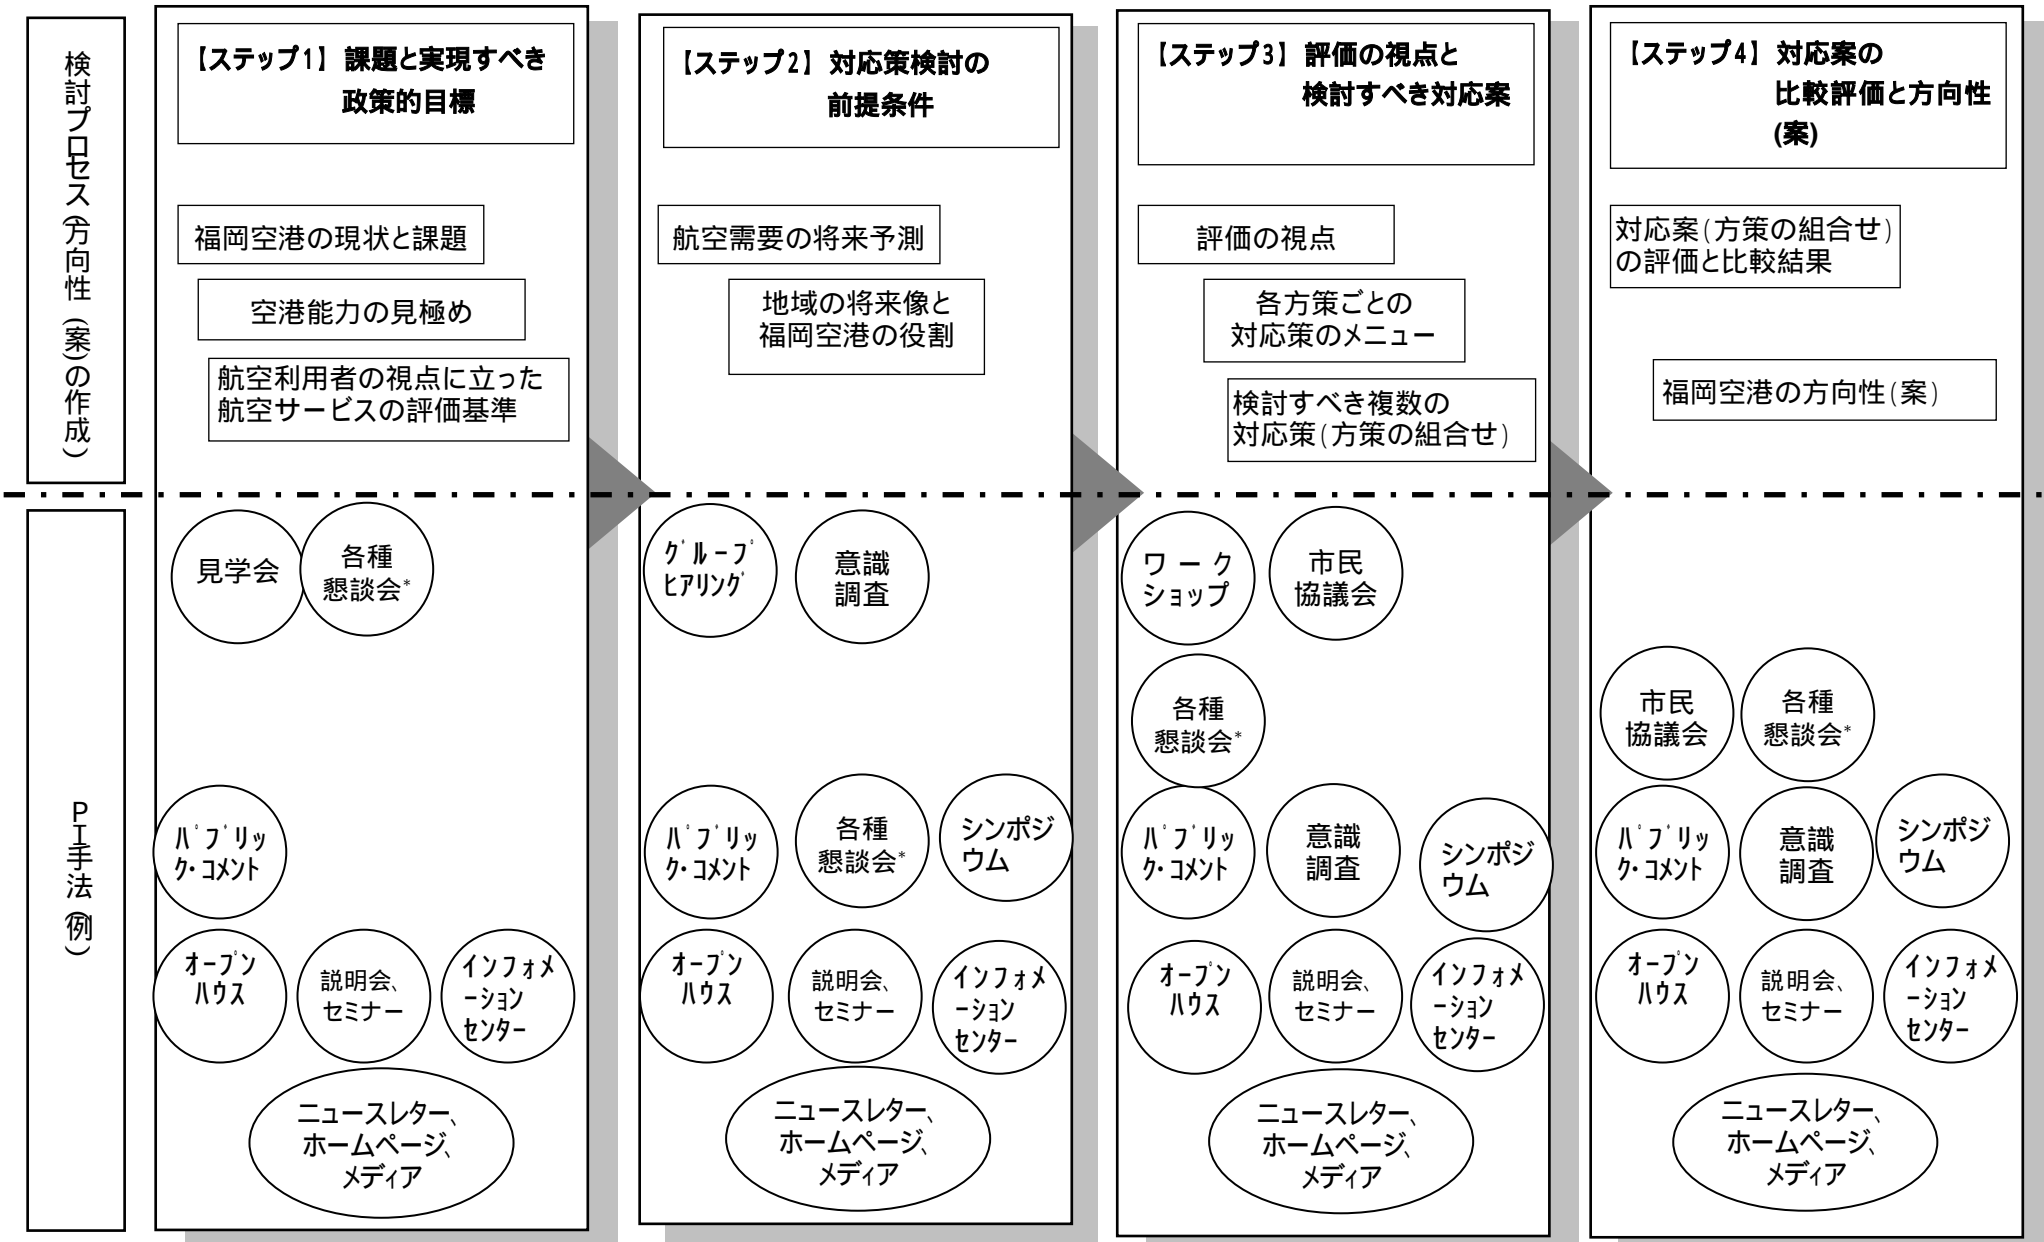 検討プロセス(方向性(案)の作成)
【ステップ1】課題と実現すべき
政策的目標
福岡空港の現状と課題
空港能力の見極め
航空利用者の視点に立った
航空サービスの評価基準
【ステップ2】対応策検討の
前提条件
航空需要の将来予測
地域の将来像と
福岡空港の役割
【ステップ3】評価の視点と
検討すべき対応案
評価の視点
各方策ごとの
対応策のメニュー
検討すべき複数の
対応策(方策の組合せ)
【ステップ4】対応案の
比較評価と方向性
(案)
対応案(方策の組合せ)
の評価と比較結果
福岡空港の方向性(案)
PI手法(例)
見学会
各種
懇談会*
ﾊﾟﾌﾞﾘｯ
ｸ・ｺﾒﾝﾄ
ｵｰﾌﾟﾝ
ﾊｳｽ
説明会、
セミナー
ｲﾝﾌｫﾒ
ｰｼｮﾝ
ｾﾝﾀｰ
ニュースレター、
ホームページ、
メディア
ｸﾞﾙｰﾌﾟ
ﾋｱﾘﾝｸﾞ
意識
調査
ﾊﾟﾌﾞﾘｯ
ｸ・ｺﾒﾝﾄ
各種
懇談会*
シンポジ
ウム
ｵｰﾌﾟﾝ
ﾊｳｽ
説明会、
セミナー
ｲﾝﾌｫﾒ
ｰｼｮﾝ
ｾﾝﾀｰ
ニュースレター、
ホームページ、
メディア
ワーク
ショップ
市民
協議会
各種
懇談会*
ﾊﾟﾌﾞﾘｯ
ｸ・ｺﾒﾝﾄ
意識
調査
シンポジ
ウム
ｵｰﾌﾟﾝ
ﾊｳｽ
説明会、
セミナー
ｲﾝﾌｫﾒ
ｰｼｮﾝ
ｾﾝﾀｰ
ニュースレター、
ホームページ、
メディア
市民
協議会
各種
懇談会*
ﾊﾟﾌﾞﾘｯ
ｸ・ｺﾒﾝﾄ
意識
調査
シンポジ
ウム
ｵｰﾌﾟﾝ
ﾊｳｽ
説明会、
セミナー
ｲﾝﾌｫﾒ
ｰｼｮﾝ
ｾﾝﾀｰ
ニュースレター、
ホームページ、
メディア